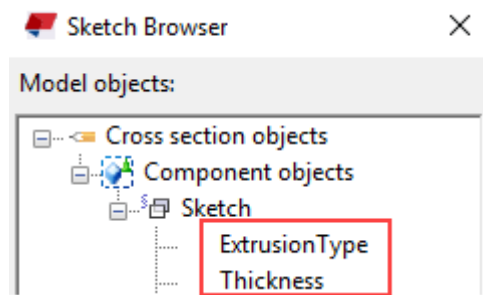 Sketch Browser
Model objects:
Cross section objects
Component objects
Sketch
ExtrusionType
Thickness